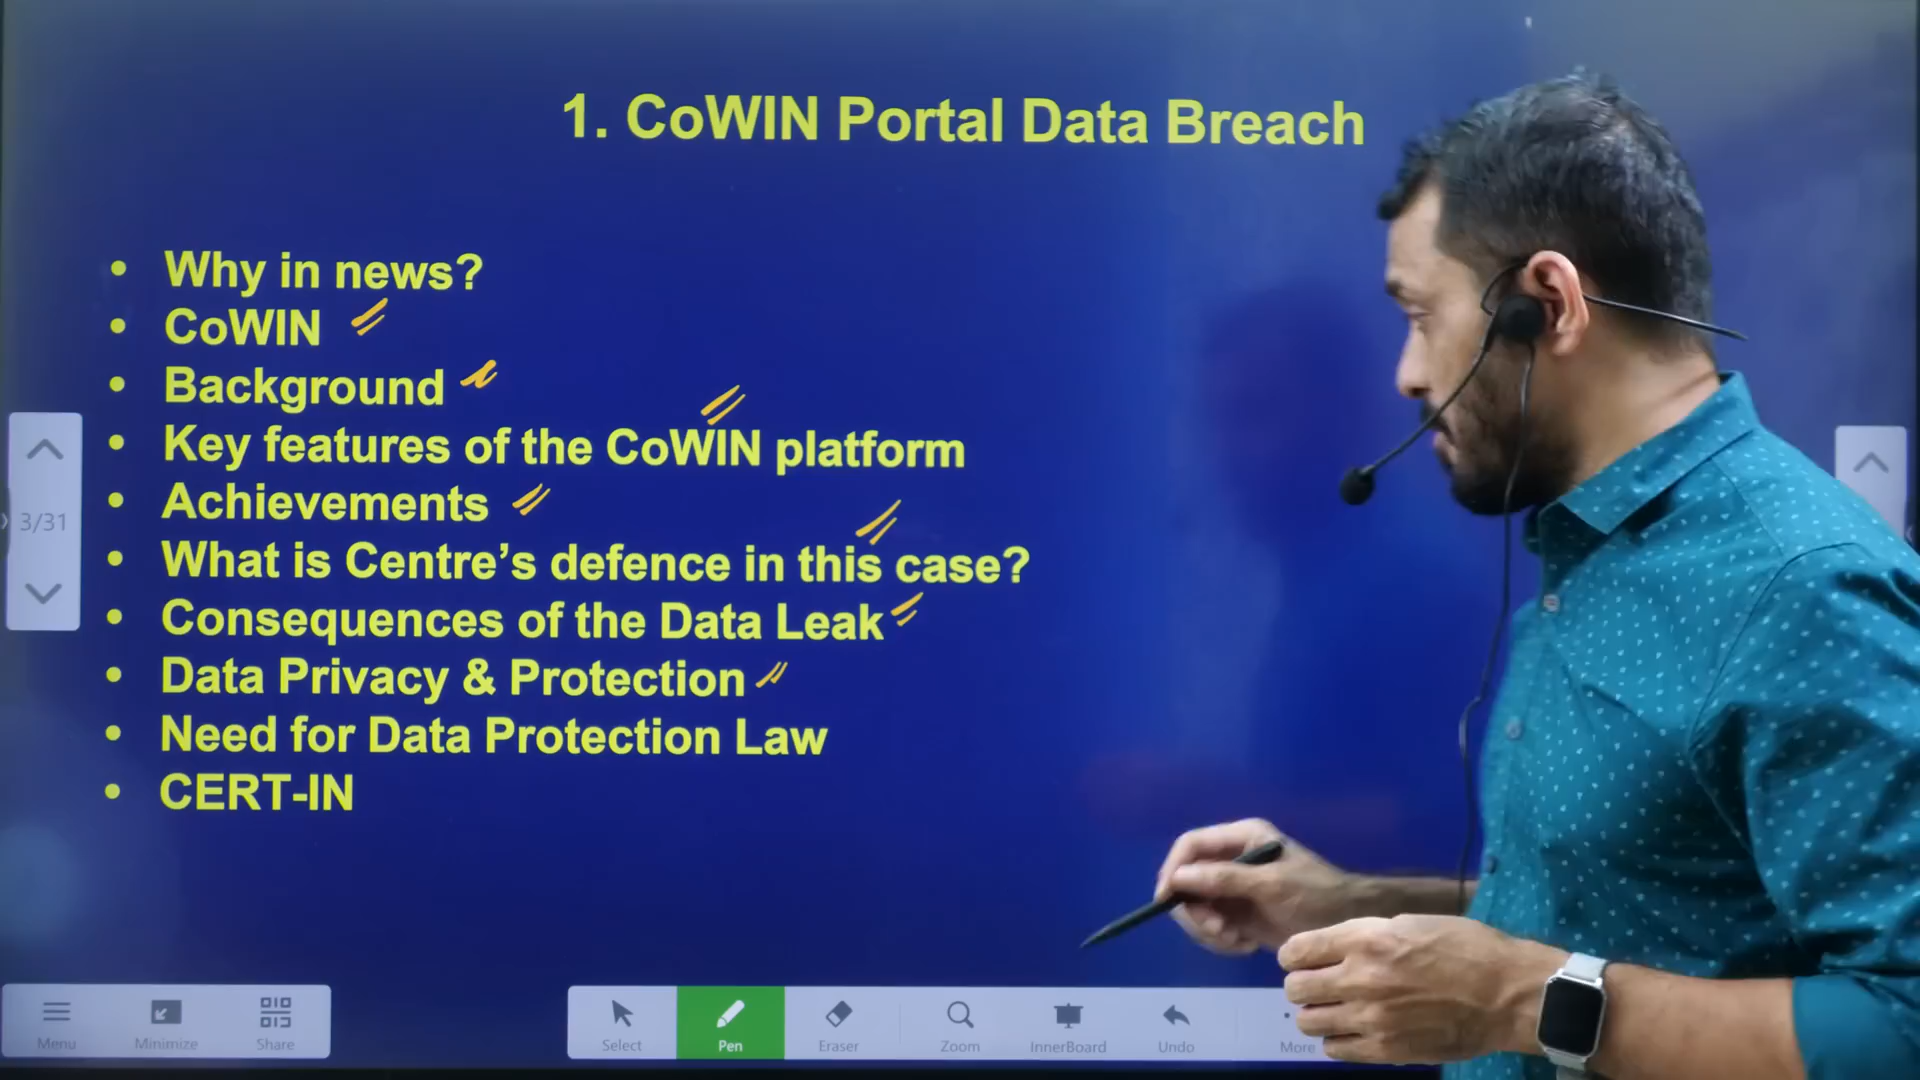 1. CoWIN Portal Data Breach
• Why in news?
• CoWIN
• Background
• Key features of the CoWIN platform
• Achievements
• What is Centre’s defence in this case?
• Consequences of the Data Leak
• Data Privacy & Protection
• Need for Data Protection Law
• CERT-IN
3/31
Menu Minimize Share Select Pen Eraser Zoom InnerBoard Undo More